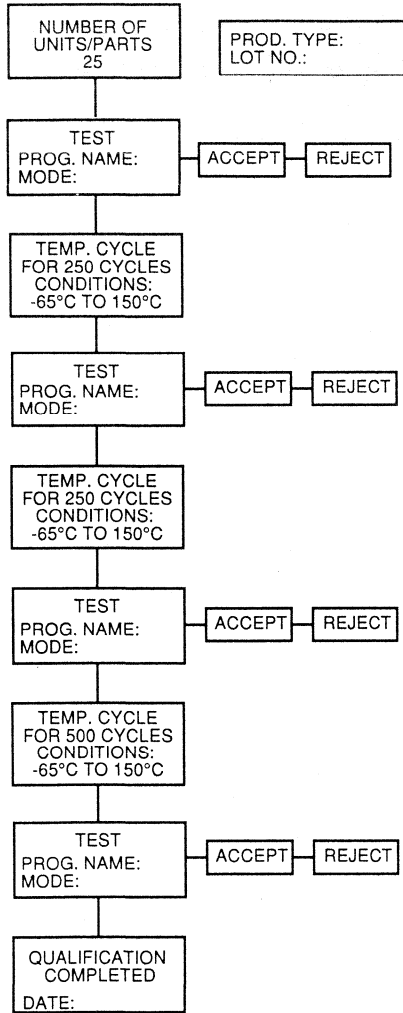 NUMBER OF
UNITS/PARTS
25
PROD. TYPE:
LOT NO.:
TEST
PROG. NAME:
MODE:
ACCEPT
REJECT
TEMP. CYCLE
FOR 250 CYCLES
CONDITIONS:
-65°C TO 150°C
TEST
PROG. NAME:
MODE:
ACCEPT
REJECT
TEMP. CYCLE
FOR 250 CYCLES
CONDITIONS:
-65°C TO 150°C
TEST
PROG. NAME:
MODE:
ACCEPT
REJECT
TEMP. CYCLE
FOR 500 CYCLES
CONDITIONS:
-65°C TO 150°C
TEST
PROG. NAME:
MODE:
ACCEPT
REJECT
QUALIFICATION
COMPLETED
DATE: